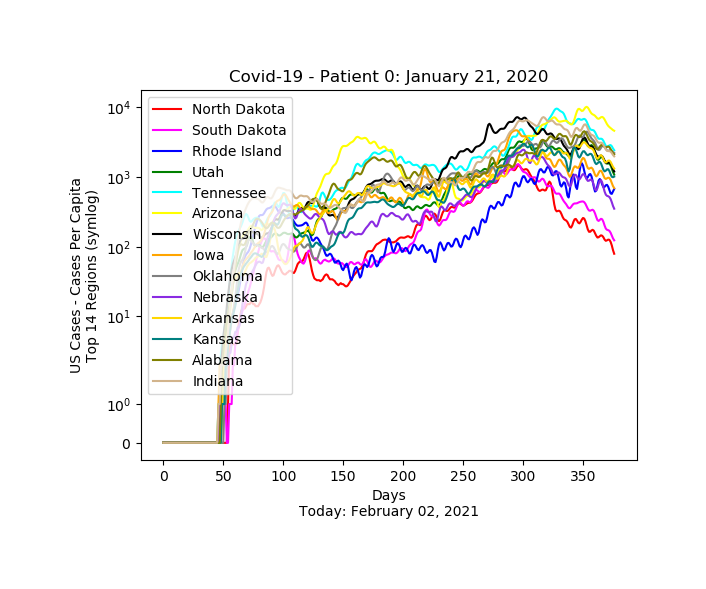 Covid-19 - Patient 0: January 21, 2020
US Cases - Cases Per Capita
Top 14 Regions (symlog)
10^4
10^3
10^2
10^1
10^0
0
North Dakota
South Dakota
Rhode Island
Utah
Tennessee
Arizona
Wisconsin
Iowa
Oklahoma
Nebraska
Arkansas
Kansas
Alabama
Indiana
0 50 100 150 200 250 300 350
Days
Today: February 02, 2021